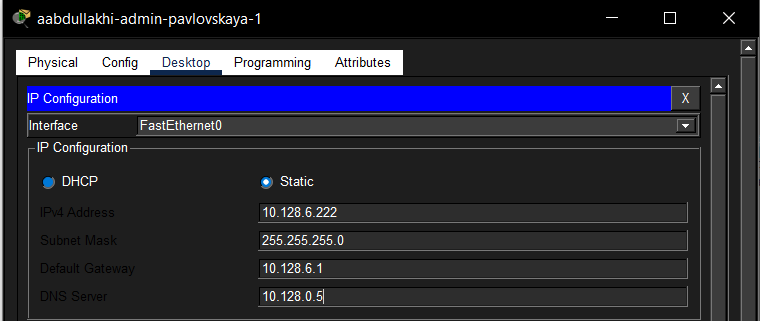 aabdullakhi-admin-pavlovskaya-1
Physical Config Desktop Programming Attributes
IP Configuration X
Interface FastEthernet0
IP Configuration
DHCP Static
IPv4 Address 10.128.6.222
Subnet Mask 255.255.255.0
Default Gateway 10.128.6.1
DNS Server 10.128.0.5